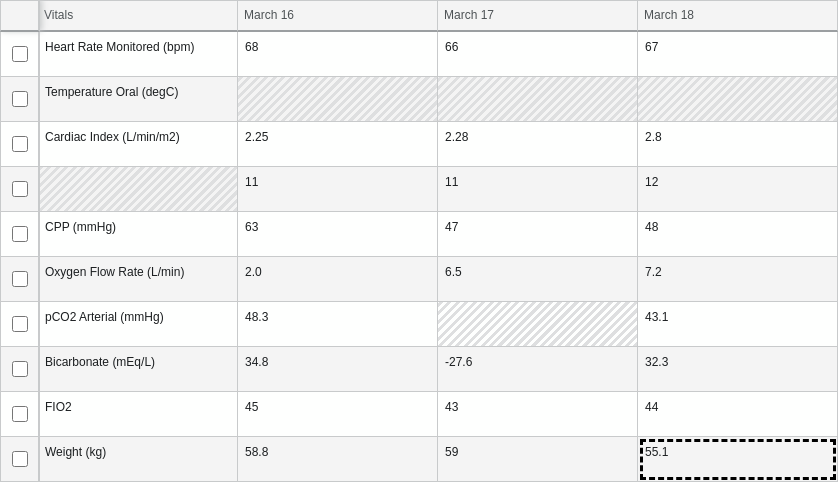 Vitals March 16 March 17 March 18
Heart Rate Monitored (bpm) 68 66 67
Temperature Oral (degC)
Cardiac Index (L/min/m2) 2.25 2.28 2.8
11 11 12
CPP (mmHg) 63 47 48
Oxygen Flow Rate (L/min) 2.0 6.5 7.2
pCO2 Arterial (mmHg) 48.3 43.1
Bicarbonate (mEq/L) 34.8 -27.6 32.3
FIO2 45 43 44
Weight (kg) 58.8 59 55.1